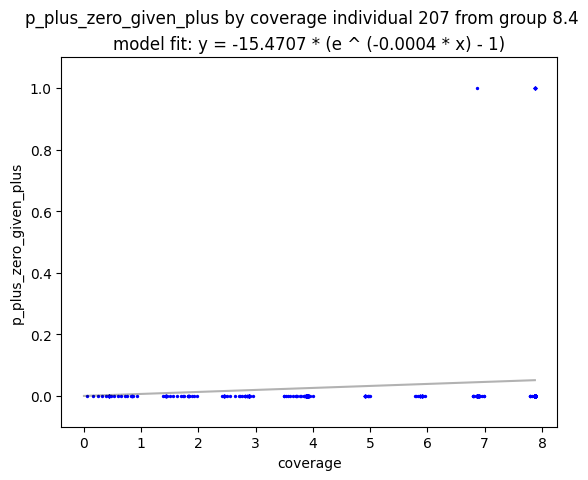 p_plus_zero_given_plus by coverage individual 207 from group 8.4
model fit: y = -15.4707 * (e ^ (-0.0004 * x) - 1)
1.0
0.8
0.6
0.4
0.2
0.0
p_plus_zero_given_plus
0 1 2 3 4 5 6 7 8
coverage